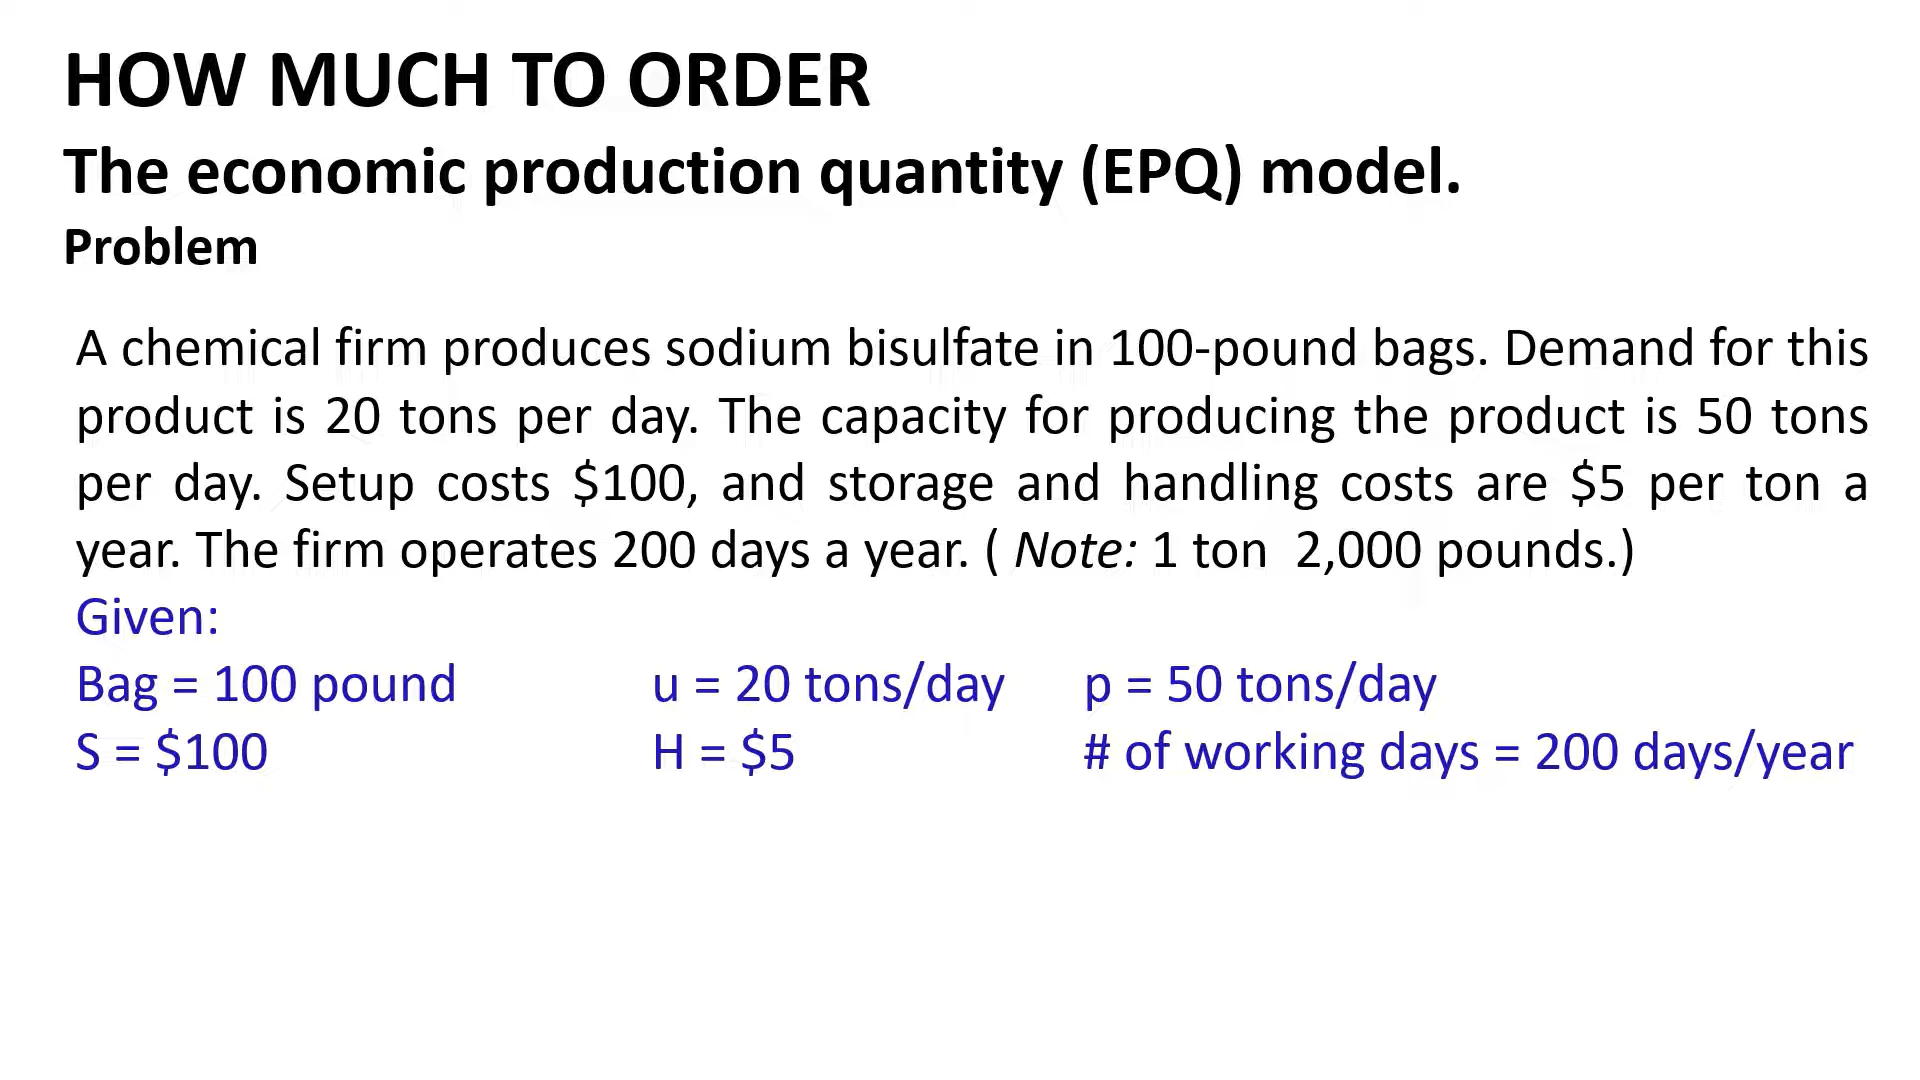 HOW MUCH TO ORDER
The economic production quantity (EPQ) model.
Problem
A chemical firm produces sodium bisulfate in 100-pound bags. Demand for this
product is 20 tons per day. The capacity for producing the product is 50 tons
per day. Setup costs $100, and storage and handling costs are $5 per ton a
year. The firm operates 200 days a year. ( Note: 1 ton  2,000 pounds.)
Given:
Bag = 100 pound u = 20 tons/day p = 50 tons/day
S = $100 H = $5 # of working days = 200 days/year